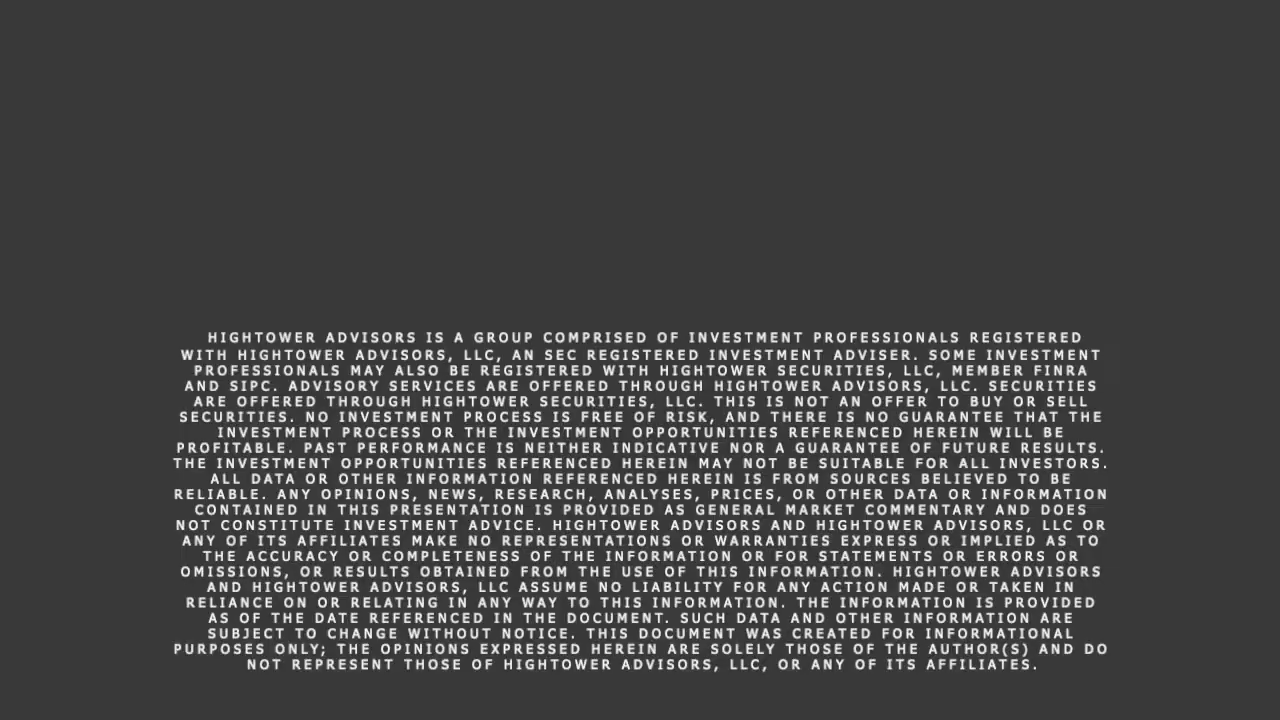 HIGHTOWER ADVISORS IS A GROUP COMPRISED OF INVESTMENT PROFESSIONALS REGISTERED
WITH HIGHTOWER ADVISORS, LLC, AN SEC REGISTERED INVESTMENT ADVISER. SOME INVESTMENT
PROFESSIONALS MAY ALSO BE REGISTERED WITH HIGHTOWER SECURITIES, LLC, MEMBER FINRA
AND SIPC. ADVISORY SERVICES ARE OFFERED THROUGH HIGHTOWER ADVISORS, LLC. SECURITIES
ARE OFFERED THROUGH HIGHTOWER SECURITIES, LLC. THIS IS NOT AN OFFER TO BUY OR SELL
SECURITIES. NO INVESTMENT PROCESS IS FREE OF RISK, AND THERE IS NO GUARANTEE THAT THE
INVESTMENT PROCESS OR THE INVESTMENT OPPORTUNITIES REFERENCED HEREIN WILL BE
PROFITABLE. PAST PERFORMANCE IS NEITHER INDICATIVE NOR A GUARANTEE OF FUTURE RESULTS.
THE INVESTMENT OPPORTUNITIES REFERENCED HEREIN MAY NOT BE SUITABLE FOR ALL INVESTORS.
ALL DATA OR OTHER INFORMATION REFERENCED HEREIN IS FROM SOURCES BELIEVED TO BE
RELIABLE. ANY OPINIONS, NEWS, RESEARCH, ANALYSES, PRICES, OR OTHER DATA OR INFORMATION
CONTAINED IN THIS PRESENTATION IS PROVIDED AS GENERAL MARKET COMMENTARY AND DOES
NOT CONSTITUTE INVESTMENT ADVICE. HIGHTOWER ADVISORS AND HIGHTOWER ADVISORS, LLC OR
ANY OF ITS AFFILIATES MAKE NO REPRESENTATIONS OR WARRANTIES EXPRESS OR IMPLIED AS TO
THE ACCURACY OR COMPLETENESS OF THE INFORMATION OR FOR STATEMENTS OR ERRORS OR
OMISSIONS, OR RESULTS OBTAINED FROM THE USE OF THIS INFORMATION. HIGHTOWER ADVISORS
AND HIGHTOWER ADVISORS, LLC ASSUME NO LIABILITY FOR ANY ACTION MADE OR TAKEN IN
RELIANCE ON OR RELATING IN ANY WAY TO THIS INFORMATION. THE INFORMATION IS PROVIDED
AS OF THE DATE REFERENCED IN THE DOCUMENT. SUCH DATA AND OTHER INFORMATION ARE
SUBJECT TO CHANGE WITHOUT NOTICE. THIS DOCUMENT WAS CREATED FOR INFORMATIONAL
PURPOSES ONLY; THE OPINIONS EXPRESSED HEREIN ARE SOLELY THOSE OF THE AUTHOR(S) AND DO
NOT REPRESENT THOSE OF HIGHTOWER ADVISORS, LLC, OR ANY OF ITS AFFILIATES.